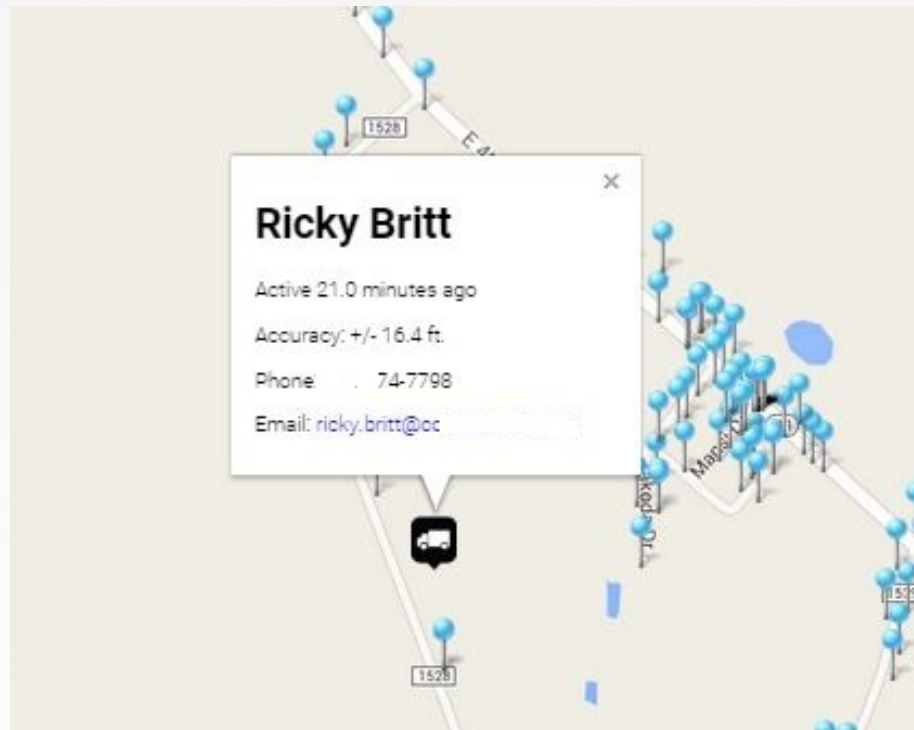 1528
E 4
×
Ricky Britt
Active 21.0 minutes ago
Accuracy: +/- 16.4 ft.
Phone: 74-7798
Email: ricky.britt@cc
1528